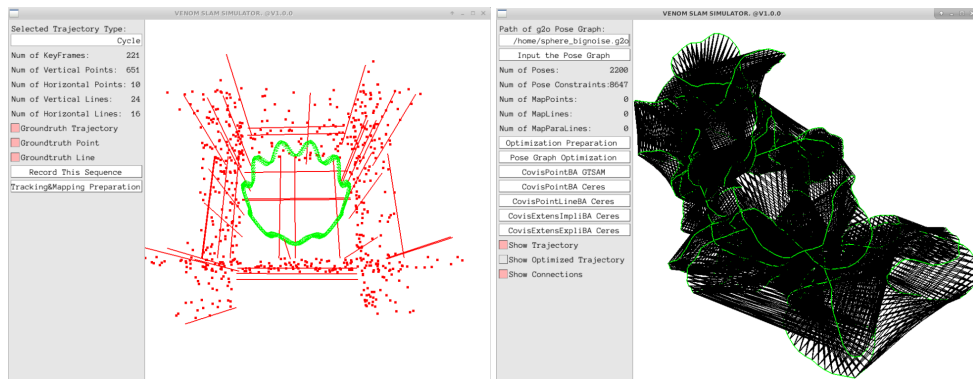 VENOM SLAM SIMULATOR. @V1.0.0
Selected Trajectory Type:
Cycle
Num of KeyFrames: 221
Num of Vertical Points: 651
Num of Horizontal Points: 10
Num of Vertical Lines: 24
Num of Horizontal Lines: 16
Groundtruth Trajectory
Groundtruth Point
Groundtruth Line
Record This Sequence
Tracking&Mapping Preparation
VENOM SLAM SIMULATOR. @V1.0.0
Path of g2o Pose Graph:
/home/sphere_bignoise.g2o
Input the Pose Graph
Num of Poses: 2200
Num of Pose Constraints:8647
Num of MapPoints: 0
Num of MapLines: 0
Num of MapParaLines: 0
Optimization Preparation
Pose Graph Optimization
CovisPointBA GTSAM
CovisPointBA Ceres
CovisPointLineBA Ceres
CovisExtensImpliBA Ceres
CovisExtensExpliBA Ceres
Show Trajectory
Show Optimized Trajectory
Show Connections